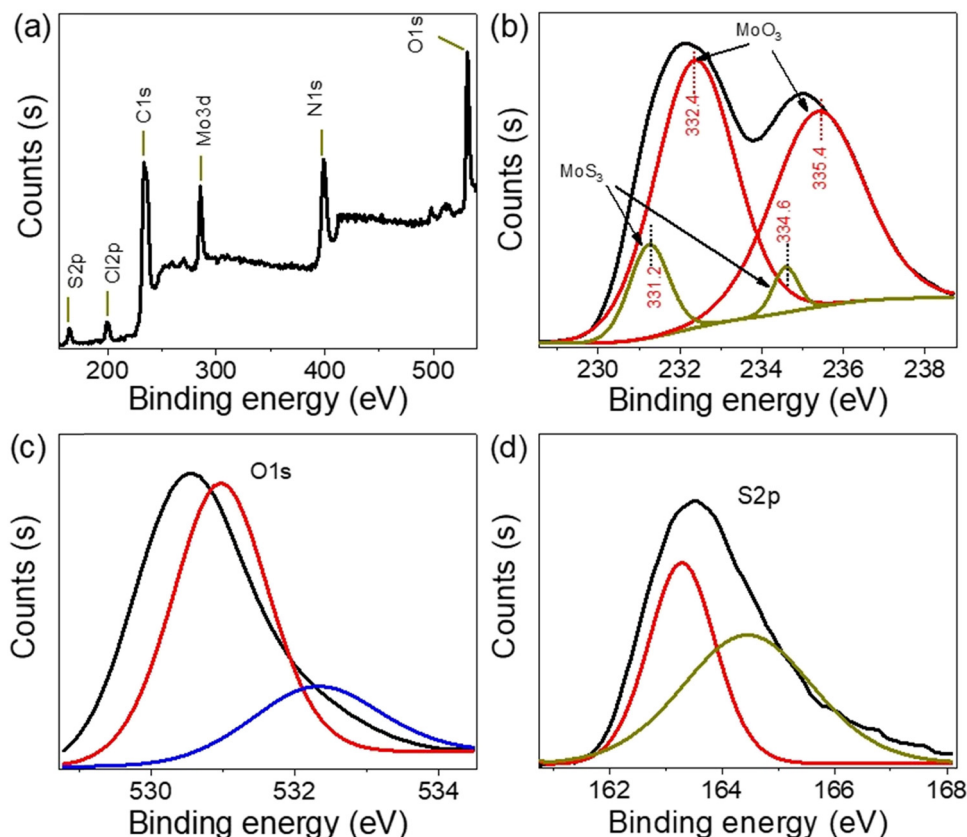 (a)
S2p
Cl2p
C1s
Mo3d
N1s
O1s
Counts (s)
200
300
400
500
Binding energy (eV)
(b)
MoO3
MoS3
332.4
335.4
331.2
334.6
Counts (s)
230
232
234
236
238
Binding energy (eV)
(c)
O1s
Counts (s)
530
532
534
Binding energy (eV)
(d)
S2p
Counts (s)
162
164
166
168
Binding energy (eV)